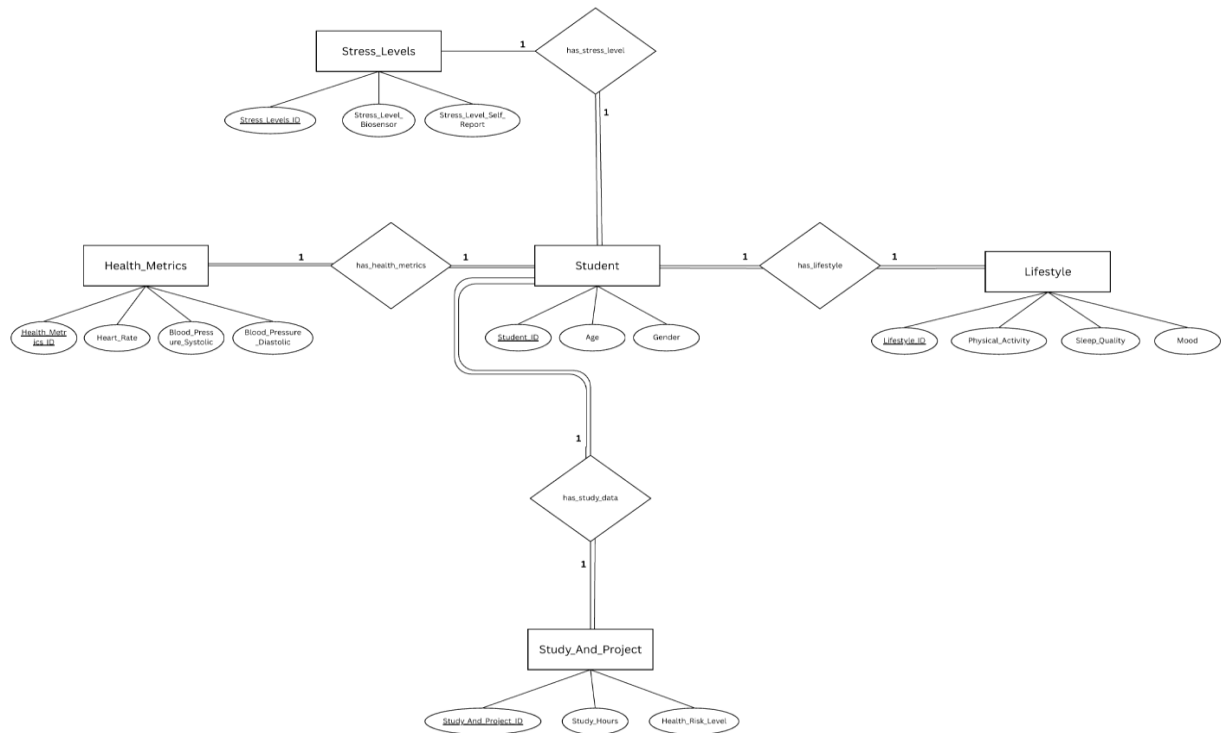 Stress_Levels
1
has_stress_level
Stress_Levels_ID
Stress_Level_
Biosensor
Stress_Level_Self_
Report
1
Health_Metrics
1
has_health_metrics
1
Student
1
has_lifestyle
1
Lifestyle
Health_Metr
ics_ID
Heart_Rate
Blood_Press
ure_Systolic
Blood_Pressure
_Diastolic
Student_ID
Age
Gender
Lifestyle_ID
Physical_Activity
Sleep_Quality
Mood
1
has_study_data
1
Study_And_Project
Study_And_Project_ID
Study_Hours
Health_Risk_Level